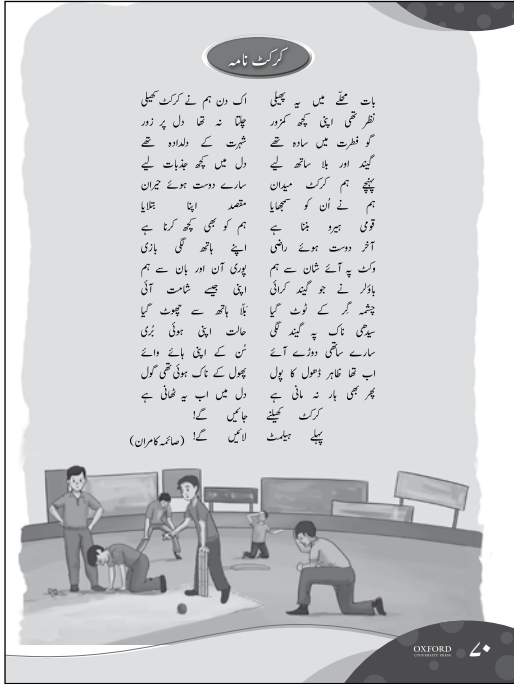 کرکٹ نامہ
بات محلّے میں یہ پھیلی اک دن ہم نے کرکٹ کھیلی
نظر تھی اپنی کچھ کمزور چلتا نہ تھا دل پر زور
گو فطرت میں سادہ تھے شہرت کے دلدادہ تھے
گیند اور بلا ساتھ لیے دل میں کچھ جذبات لیے
پہنچے ہم کرکٹ میدان سارے دوست ہوئے حیران
ہم نے اُن کو سمجھایا مقصد اپنا بتلایا
قومی ہیرو بننا ہے ہم کو بھی کچھ کرنا ہے
آخر دوست ہوئے راضی اپنے ہاتھ لگی بازی
وکٹ پہ آئے شان سے ہم پوری آن اور بان سے ہم
باؤلر نے جو گیند کرائی اپنی جیسے شامت آئی
چشمہ گِر کے ٹوٹ گیا بلّا ہاتھ سے چھوٹ گیا
سیدھی ناک پہ گیند لگی حالت اپنی ہوئی بُری
سارے ساتھی دوڑے آئے سُن کے اپنی ہائے وائے
اب تھا ظاہر ڈھول کا پول پھول کے ناک ہوئی تھی گول
پھر بھی ہار نہ مانی ہے دل میں اب یہ ٹھانی ہے
کرکٹ کھیلنے جائیں گے!
پہلے ہیلمٹ لائیں گے! (صائمہ کامران)
OXFORD
UNIVERSITY PRESS
۷۰